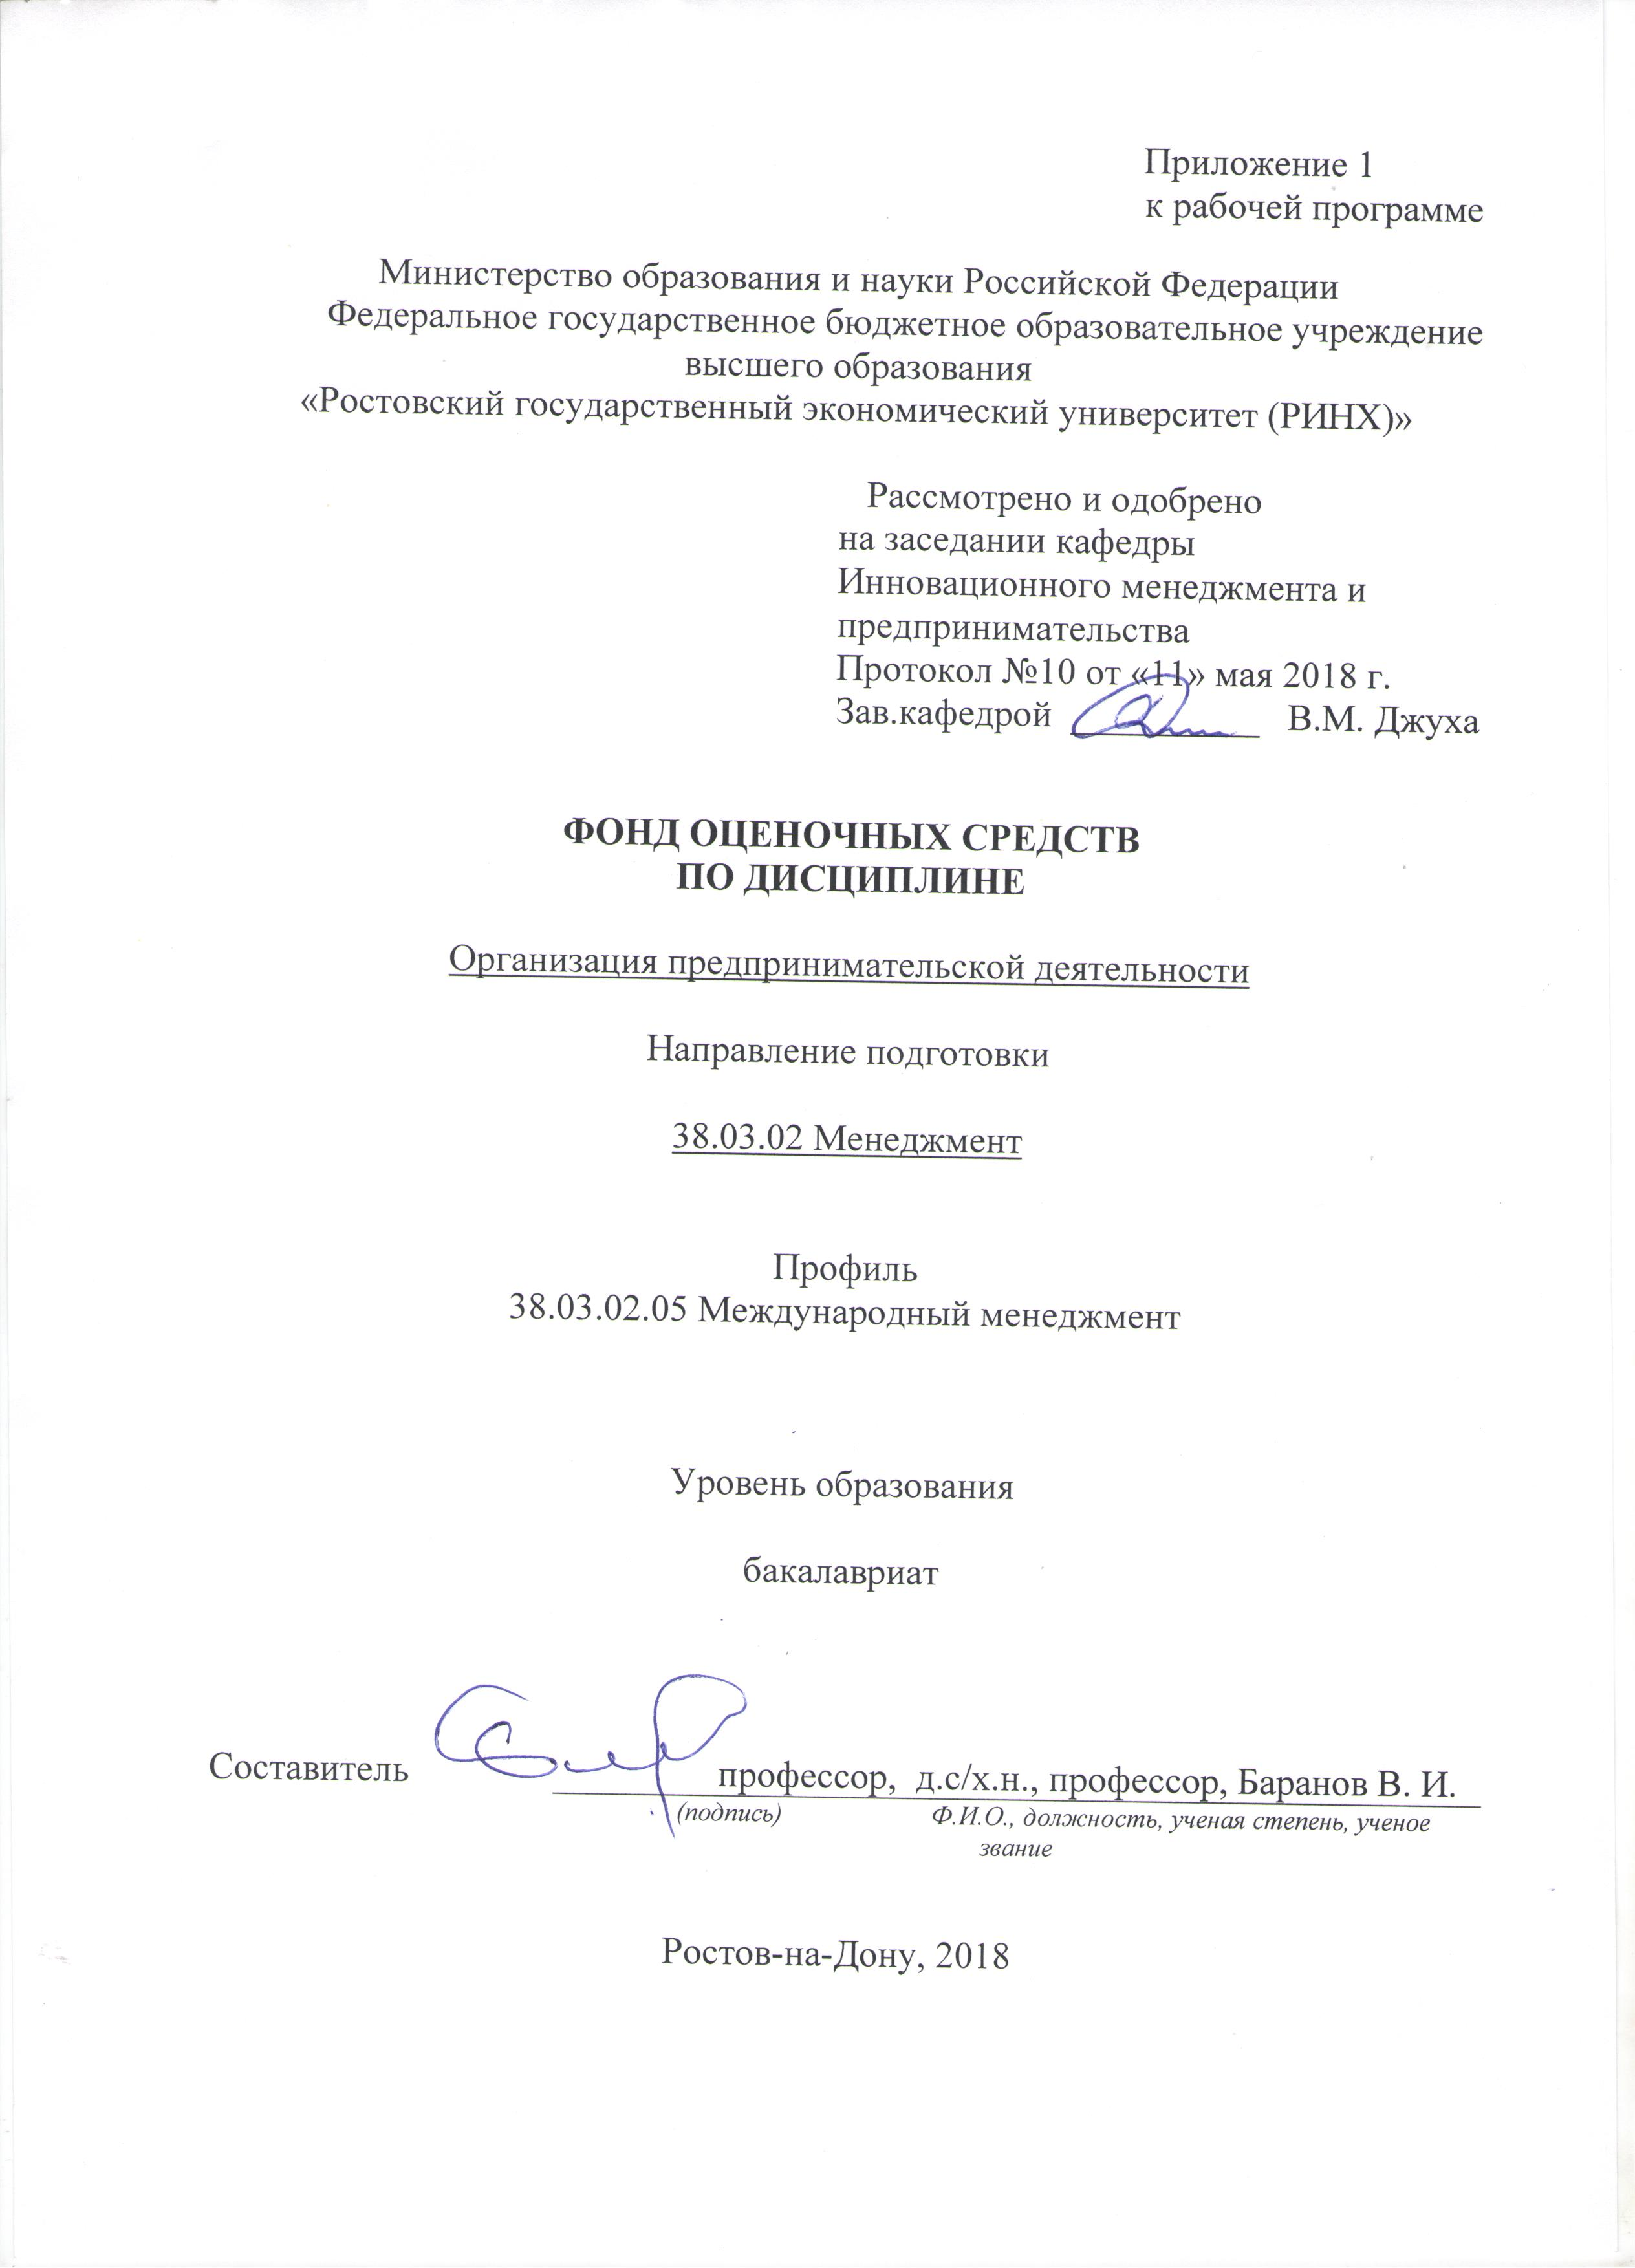 Приложение 1
к рабочей программе
Министерство образования и науки Российской Федерации
Федеральное государственное бюджетное образовательное учреждение
высшего образования
«Ростовский государственный экономический университет (РИНХ)»
Рассмотрено и одобрено
на заседании кафедры
Инновационного менеджмента и
предпринимательства
Протокол №10 от «11» мая 2018 г.
Зав.кафедрой В.М. Джуха
ФОНД ОЦЕНОЧНЫХ СРЕДСТВ
ПО ДИСЦИПЛИНЕ
Организация предпринимательской деятельности
Направление подготовки
38.03.02 Менеджмент
Профиль
38.03.02.05 Международный менеджмент
Уровень образования
бакалавриат
Составитель профессор, д.с/х.н., профессор, Баранов В. И.
(подпись) Ф.И.О., должность, ученая степень, ученое
звание
Ростов-на-Дону, 2018